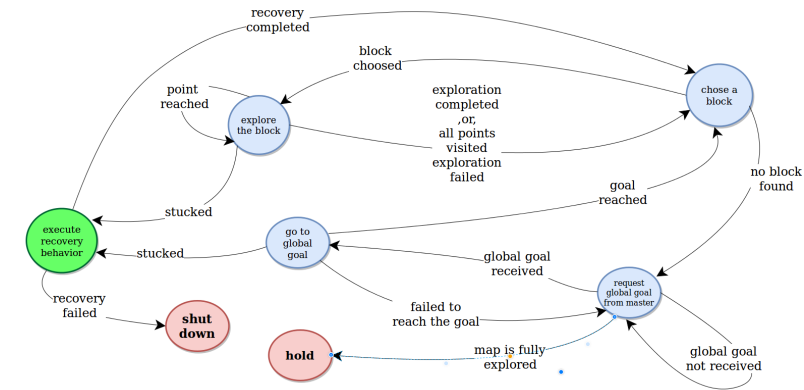 recovery
completed
block
choosed
point
reached
explore
the block
exploration
completed
,or,
all points
visited
exploration
failed
chose a
block
no block
found
goal
reached
stucked
execute
recovery
behavior
stucked
go to
global
goal
global goal
received
request
global goal
from master
recovery
failed
shut
down
failed to
reach the goal
hold
map is fully
explored
global goal
not received